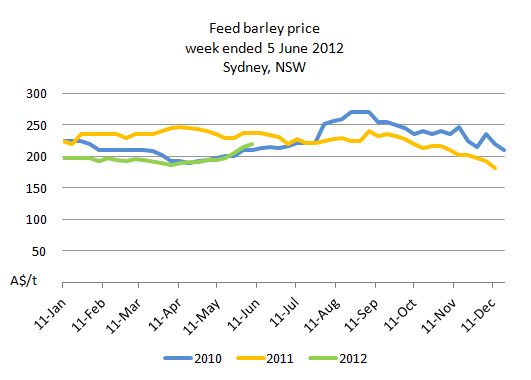 Feed barley price
week ended 5 June 2012
Sydney, NSW
300
250
200
150
100
50
A$/t
11-Jan
11-Feb
11-Mar
11-Apr
11-May
11-Jun
11-Jul
11-Aug
11-Sep
11-Oct
11-Nov
11-Dec
2010 2011 2012